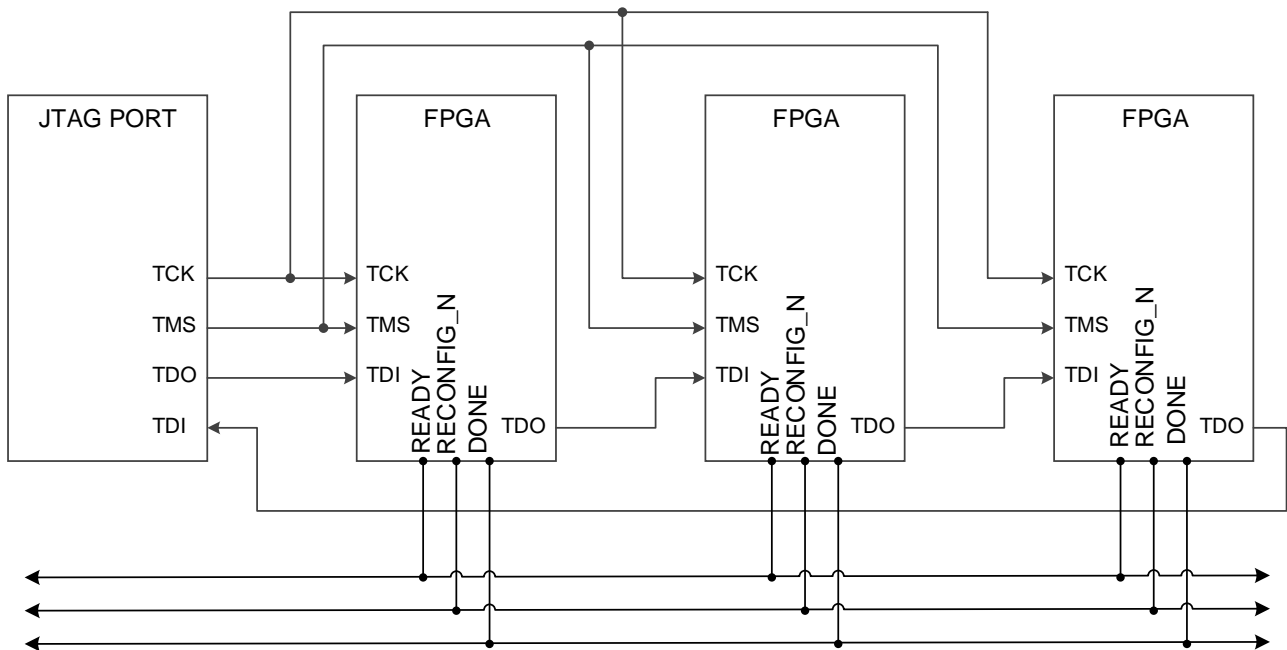 JTAG PORT
TCK
TMS
TDO
TDI
FPGA
TCK
TMS
TDI
READY
RECONFIG_N
DONE
TDO
FPGA
TCK
TMS
TDI
READY
RECONFIG_N
DONE
TDO
FPGA
TCK
TMS
TDI
READY
RECONFIG_N
DONE
TDO